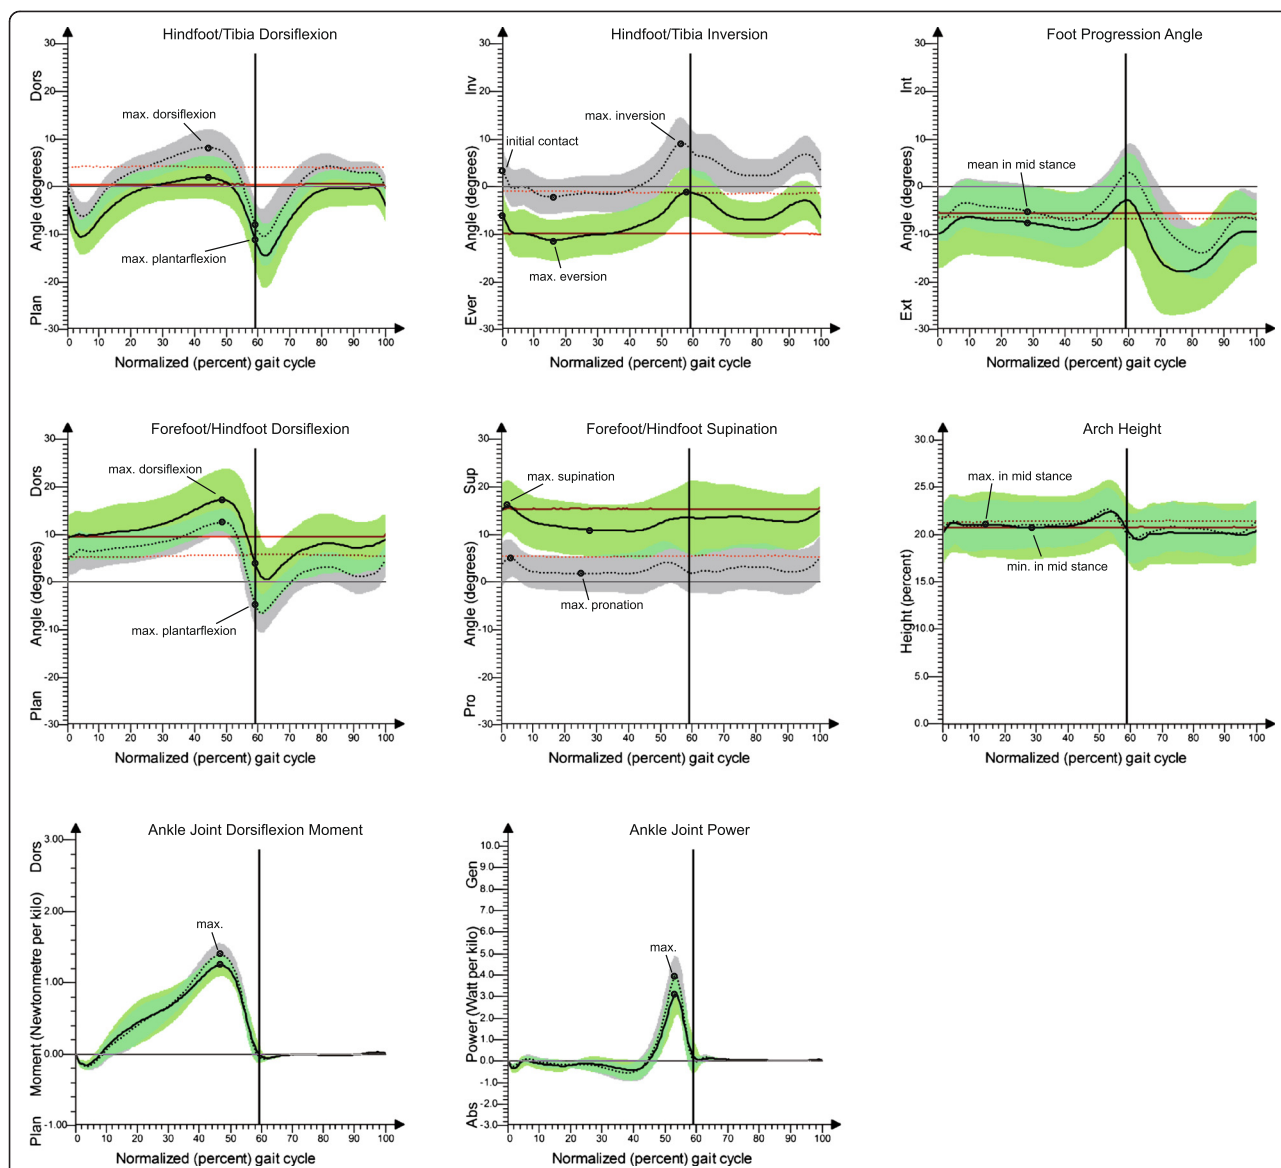 Hindfoot/Tibia Dorsiflexion
30
20
10
0
-10
-20
-30
Dors
Angle (degrees)
Plan
max. dorsiflexion
max. plantarflexion
0 10 20 30 40 50 60 70 80 90 100
Normalized (percent) gait cycle
Hindfoot/Tibia Inversion
30
20
10
0
-10
-20
-30
Inv
Angle (degrees)
Ever
initial contact
max. inversion
max. eversion
0 10 20 30 40 50 60 70 80 90 100
Normalized (percent) gait cycle
Foot Progression Angle
30
20
10
0
-10
-20
-30
Int
Angle (degrees)
Ext
mean in mid stance
0 10 20 30 40 50 60 70 80 90 100
Normalized (percent) gait cycle
Forefoot/Hindfoot Dorsiflexion
30
20
10
0
-10
-20
-30
Dors
Angle (degrees)
Plan
max. dorsiflexion
max. plantarflexion
0 10 20 30 40 50 60 70 80 90 100
Normalized (percent) gait cycle
Forefoot/Hindfoot Supination
30
20
10
0
-10
-20
-30
Sup
Angle (degrees)
Pro
max. supination
max. pronation
0 10 20 30 40 50 60 70 80 90 100
Normalized (percent) gait cycle
Arch Height
30.0
25.0
20.0
15.0
10.0
5.0
0.0
Height (percent)
max. in mid stance
min. in mid stance
0 10 20 30 40 50 60 70 80 90 100
Normalized (percent) gait cycle
Ankle Joint Dorsiflexion Moment
3.00
2.00
1.00
0.00
-1.00
Dors
Moment (Newtonmetre per kilo)
Plan
max.
0 10 20 30 40 50 60 70 80 90 100
Normalized (percent) gait cycle
Ankle Joint Power
10.0
9.0
8.0
7.0
6.0
5.0
4.0
3.0
2.0
1.0
0.0
-1.0
-2.0
-3.0
Gen
Power (Watt per kilo)
Abs
max.
0 10 20 30 40 50 60 70 80 90 100
Normalized (percent) gait cycle